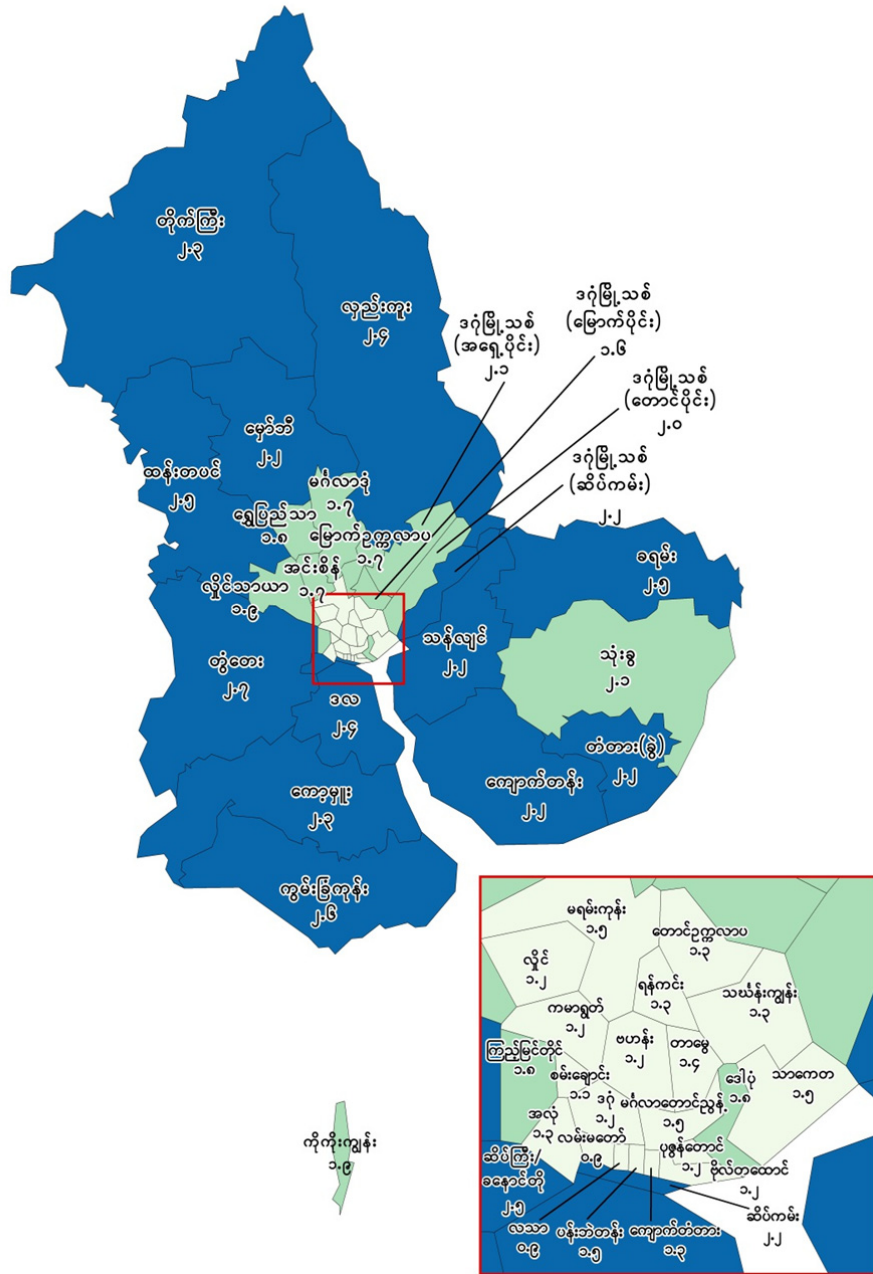 တိုက်ကြီး
၂.၃
လှည်းကူး
၂.၄
ဒဂုံမြို့သစ်
(အရှေ့ပိုင်း)
၂.၁
ဒဂုံမြို့သစ်
(မြောက်ပိုင်း)
၁.၆
ဒဂုံမြို့သစ်
(တောင်ပိုင်း)
၂.၀
ဒဂုံမြို့သစ်
(ဆိပ်ကမ်း)
၂.၂
မှော်ဘီ
၂.၂
ထန်းတပင်
၂.၅
မင်္ဂလာဒုံ
၁.၇
ရွှေပြည်သာ
၁.၈
မြောက်ဥက္ကလာပ
၁.၇
အင်းစိန်
၁.၇
လှိုင်သာယာ
၁.၉
ခရမ်း
၂.၅
သန်လျင်
၂.၂
သုံးခွ
၂.၁
တွံတေး
၂.၇
ဒလ
၂.၄
တံတား(ခွဲ)
၂.၂
ကျောက်တန်း
၂.၂
ကော့မှူး
၂.၃
ကွမ်းခြံကုန်း
၂.၆
ကိုကိုးကျွန်း
၁.၉
မရမ်းကုန်း
၁.၅
တောင်ဥက္ကလာပ
၁.၃
လှိုင်
၁.၂
ရန်ကင်း
၁.၃
သင်္ဃန်းကျွန်း
၁.၃
ကမာရွတ်
၁.၂
ဗဟန်း
၁.၂
တာမွေ
၁.၄
ကြည့်မြင်တိုင်
၁.၈
စမ်းချောင်း
၁.၁
ဒေါပုံ
၁.၈
သာကေတ
၁.၅
ဒဂုံ
၁.၂
မင်္ဂလာတောင်ညွန့်
၁.၅
အလုံ
၁.၃
လမ်းမတော်
၀.၉
ပုဇွန်တောင်
၁.၂
ဗိုလ်တထောင်
၁.၂
ဆိပ်ကြီး/
ခနောင်တို
၂.၅
ဆိပ်ကမ်း
၂.၂
လသာ
၀.၉
ပန်းဘဲတန်း
၁.၅
ကျောက်တံတား
၁.၃